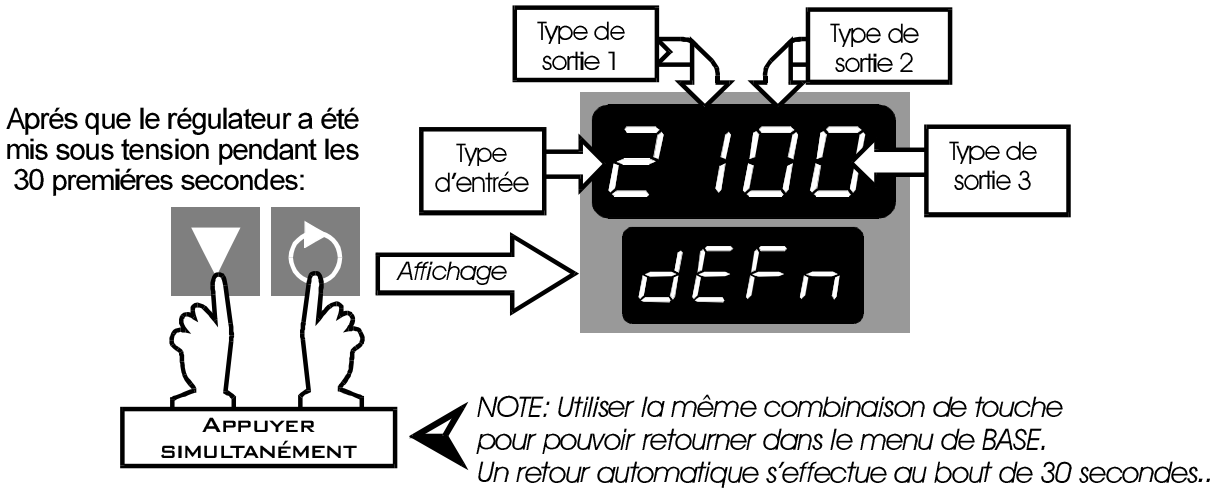 Type de
sortie 1
Type de
sortie 2
Aprés que le régulateur a été
mis sous tension pendant les
30 premiéres secondes:
Type
d'entrée
2100
Type de
sortie 3
Affichage
dEFn
APPUYER
SIMULTANÉMENT
NOTE: Utiliser la même combinaison de touche
pour pouvoir retourner dans le menu de BASE.
Un retour automatique s'effectue au bout de 30 secondes..